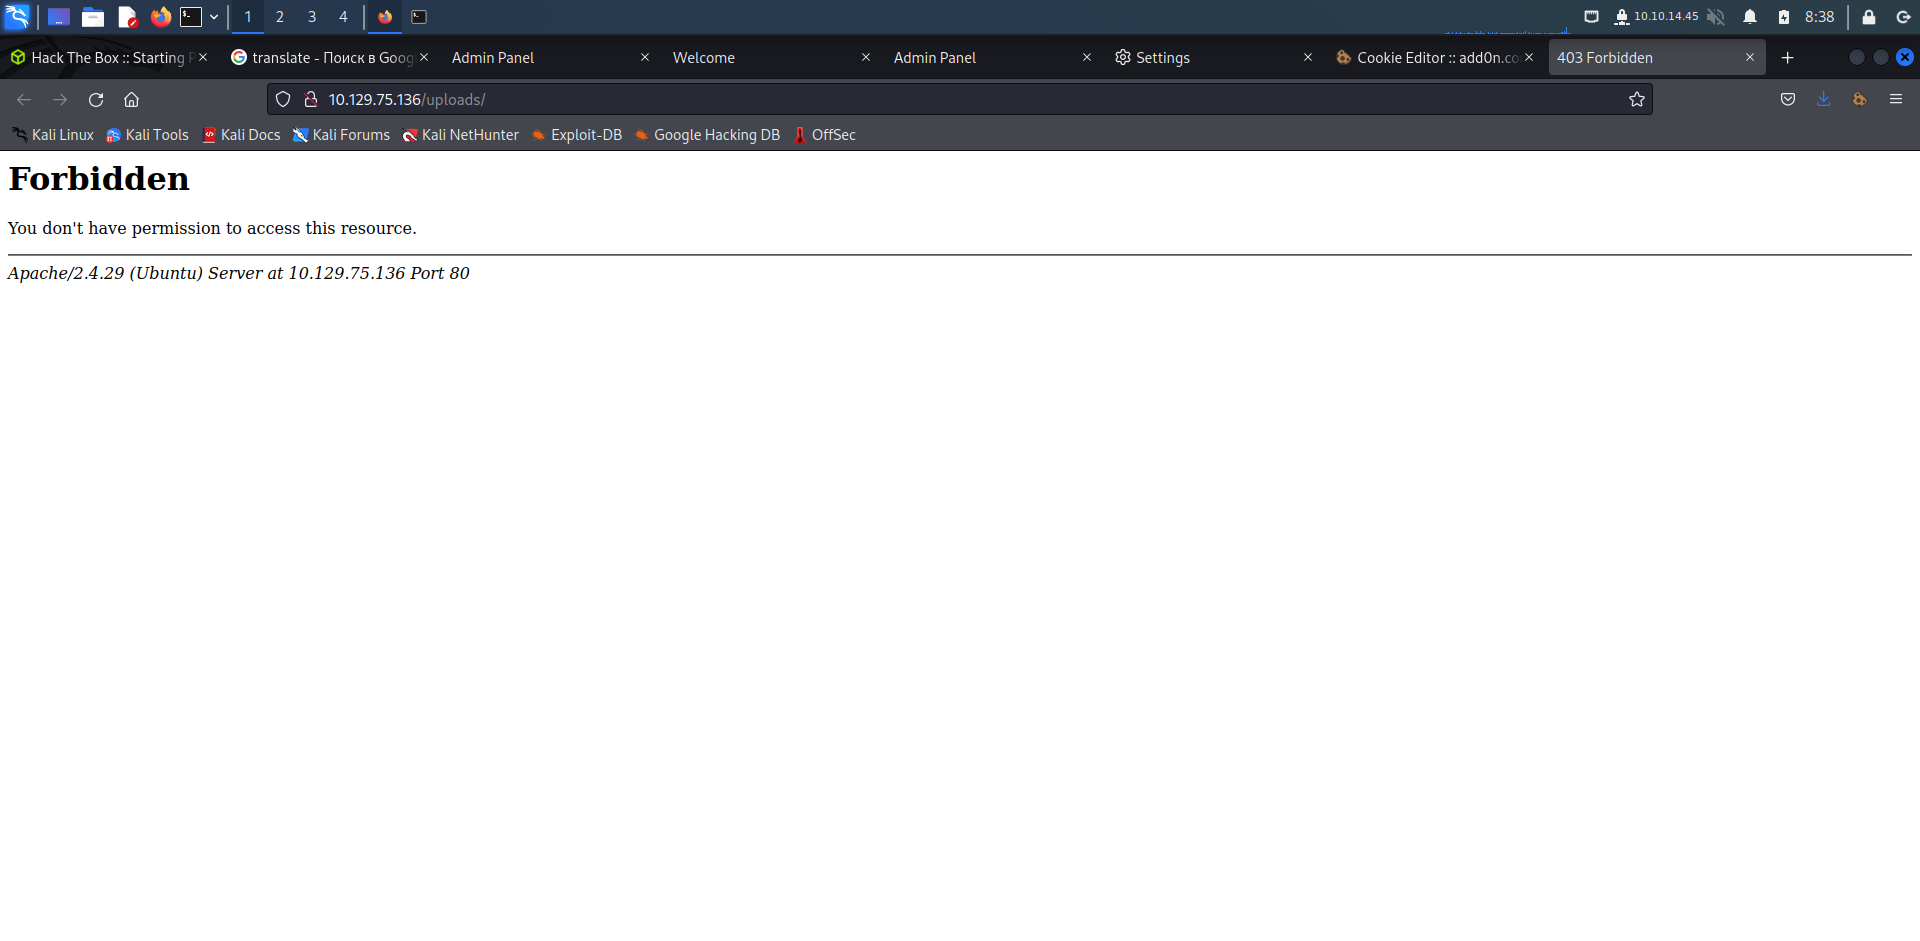 1 2 3 4 10.10.14.45 8:38
Hack The Box :: Starting P translate - Поиск в Goog Admin Panel Welcome Admin Panel Settings Cookie Editor :: add0n.co 403 Forbidden
10.129.75.136/uploads/
Kali Linux Kali Tools Kali Docs Kali Forums Kali NetHunter Exploit-DB Google Hacking DB OffSec
Forbidden
You don't have permission to access this resource.
Apache/2.4.29 (Ubuntu) Server at 10.129.75.136 Port 80